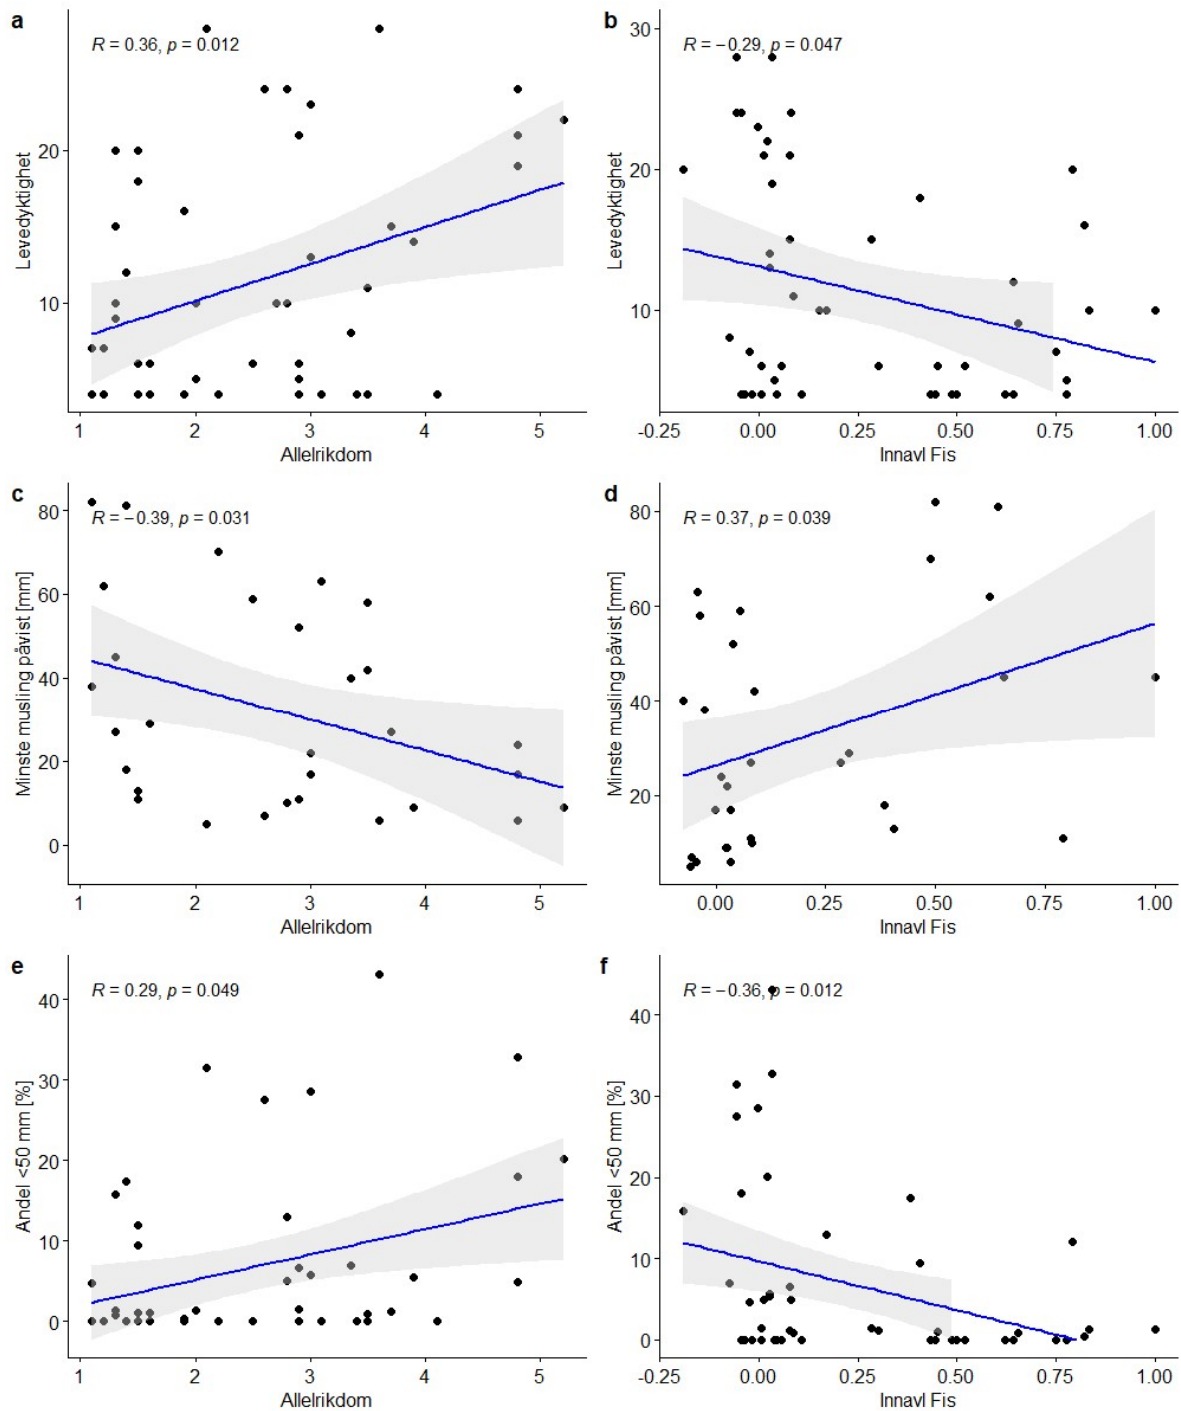 a
R = 0.36, p = 0.012
Levedyktighet
20
10
1 2 3 4 5
Allelrikdom
b
R = −0.29, p = 0.047
Levedyktighet
30
20
10
-0.25 0.00 0.25 0.50 0.75 1.00
Innavl Fis
c
R = −0.39, p = 0.031
Minste musling påvist [mm]
80
60
40
20
0
1 2 3 4 5
Allelrikdom
d
R = 0.37, p = 0.039
Minste musling påvist [mm]
80
60
40
20
0.00 0.25 0.50 0.75 1.00
Innavl Fis
e
R = 0.29, p = 0.049
Andel <50 mm [%]
40
30
20
10
0
1 2 3 4 5
Allelrikdom
f
R = −0.36, p = 0.012
Andel <50 mm [%]
40
30
20
10
0
-0.25 0.00 0.25 0.50 0.75 1.00
Innavl Fis